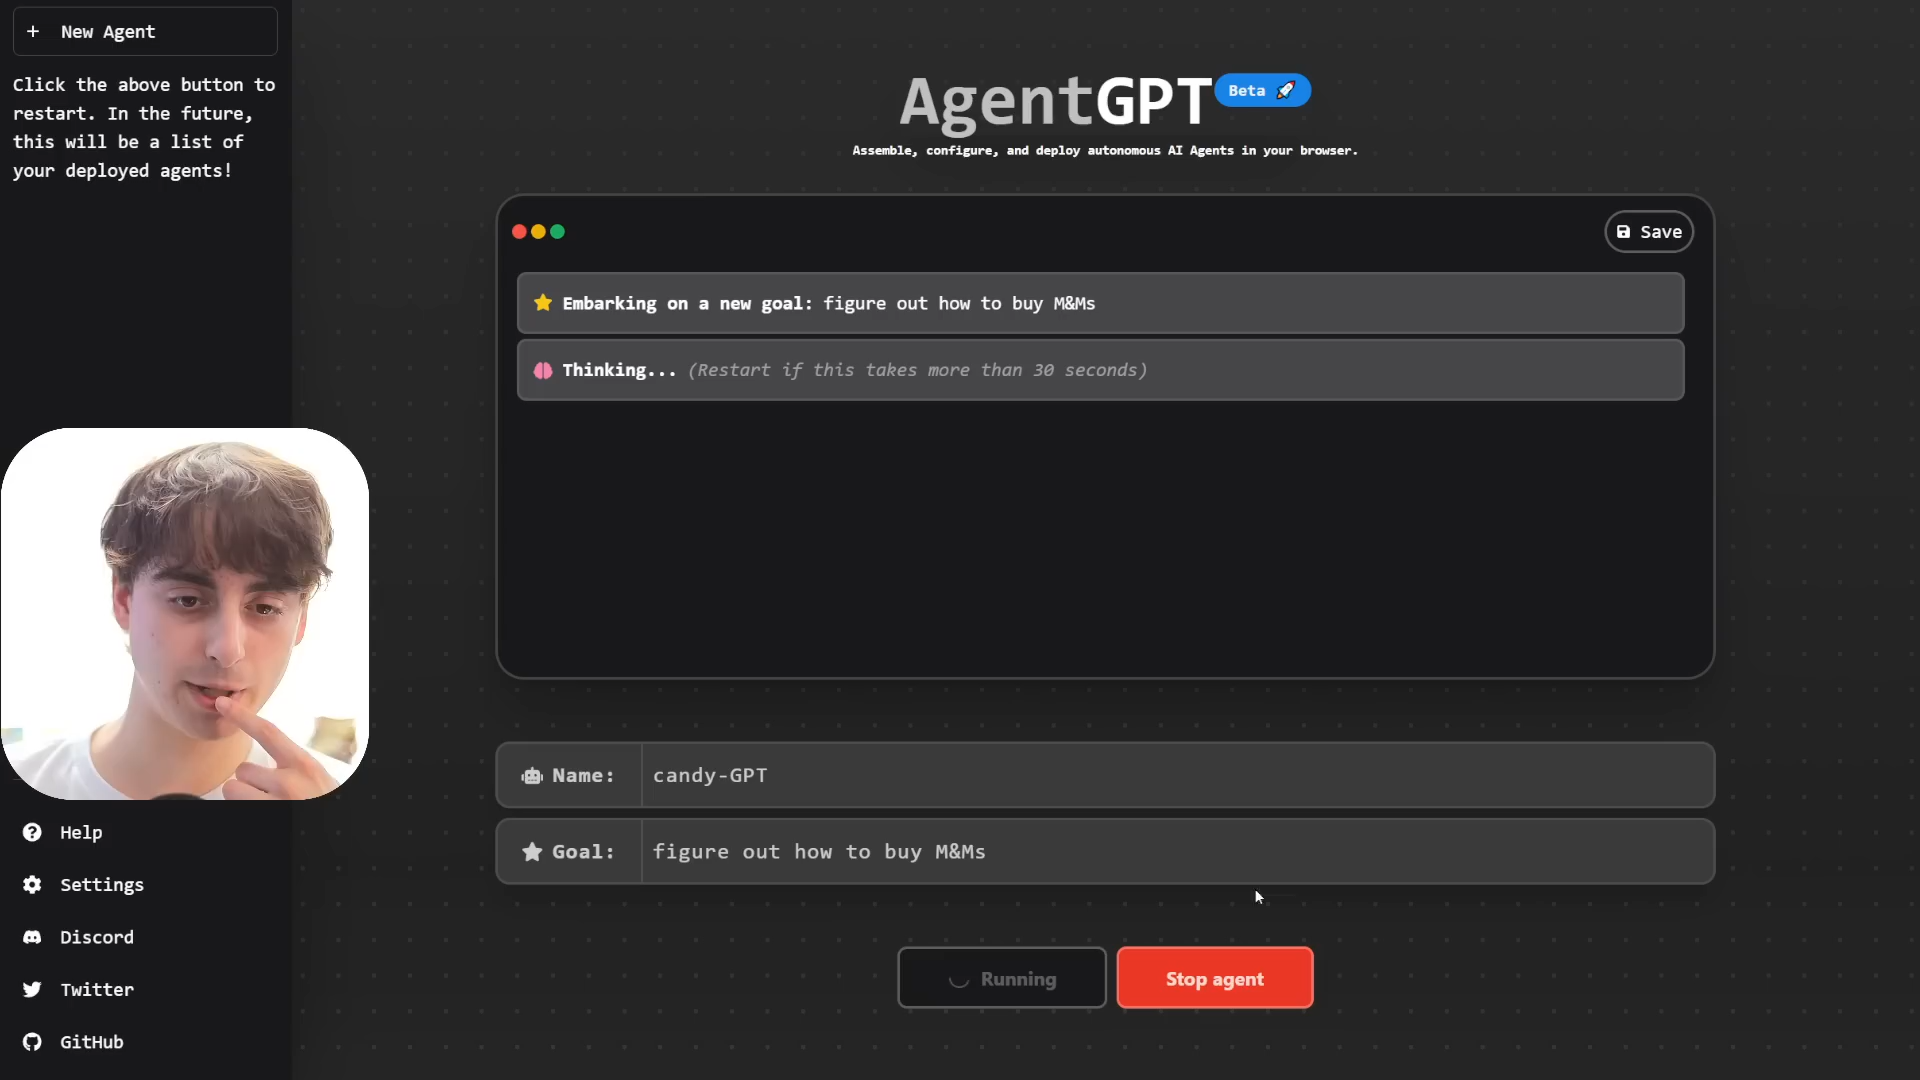 + New Agent
Click the above button to
restart. In the future,
this will be a list of
your deployed agents!
AgentGPT
Beta 🚀
Assemble, configure, and deploy autonomous AI Agents in your browser.
Save
Embarking on a new goal: figure out how to buy M&Ms
Thinking... (Restart if this takes more than 30 seconds)
Name: candy-GPT
Goal: figure out how to buy M&Ms
Running
Stop agent
Help
Settings
Discord
Twitter
GitHub